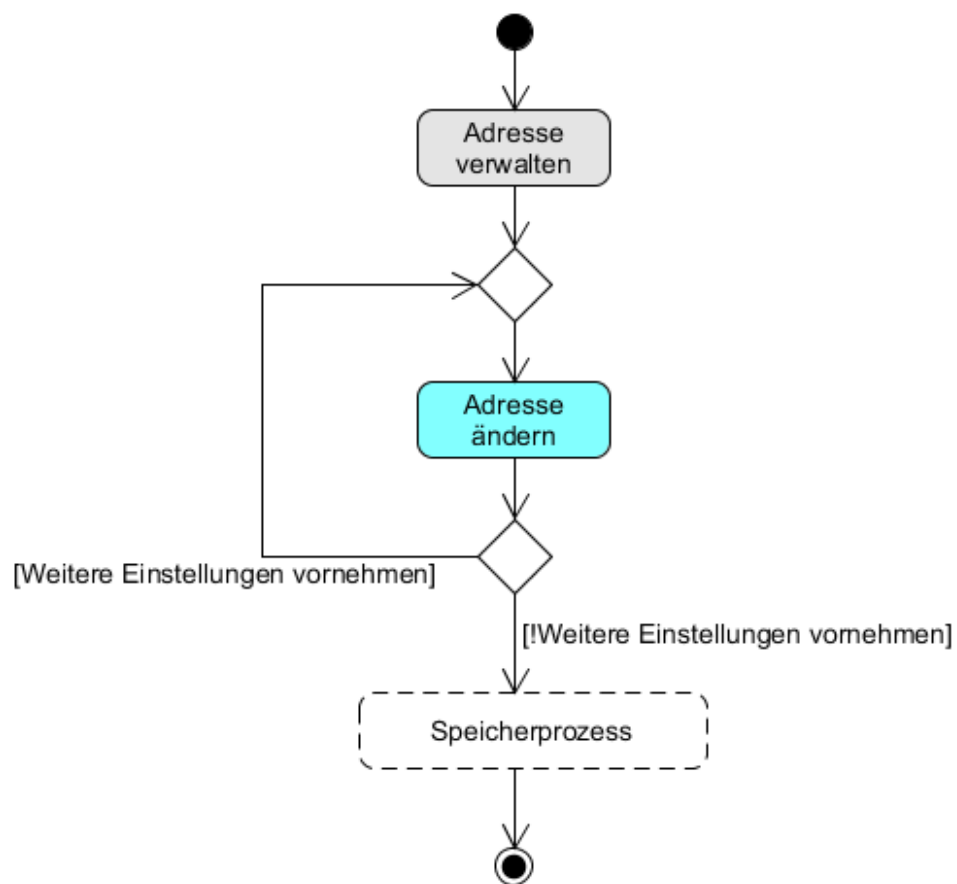 Adresse
verwalten
Adresse
ändern
[Weitere Einstellungen vornehmen]
[!Weitere Einstellungen vornehmen]
Speicherprozess